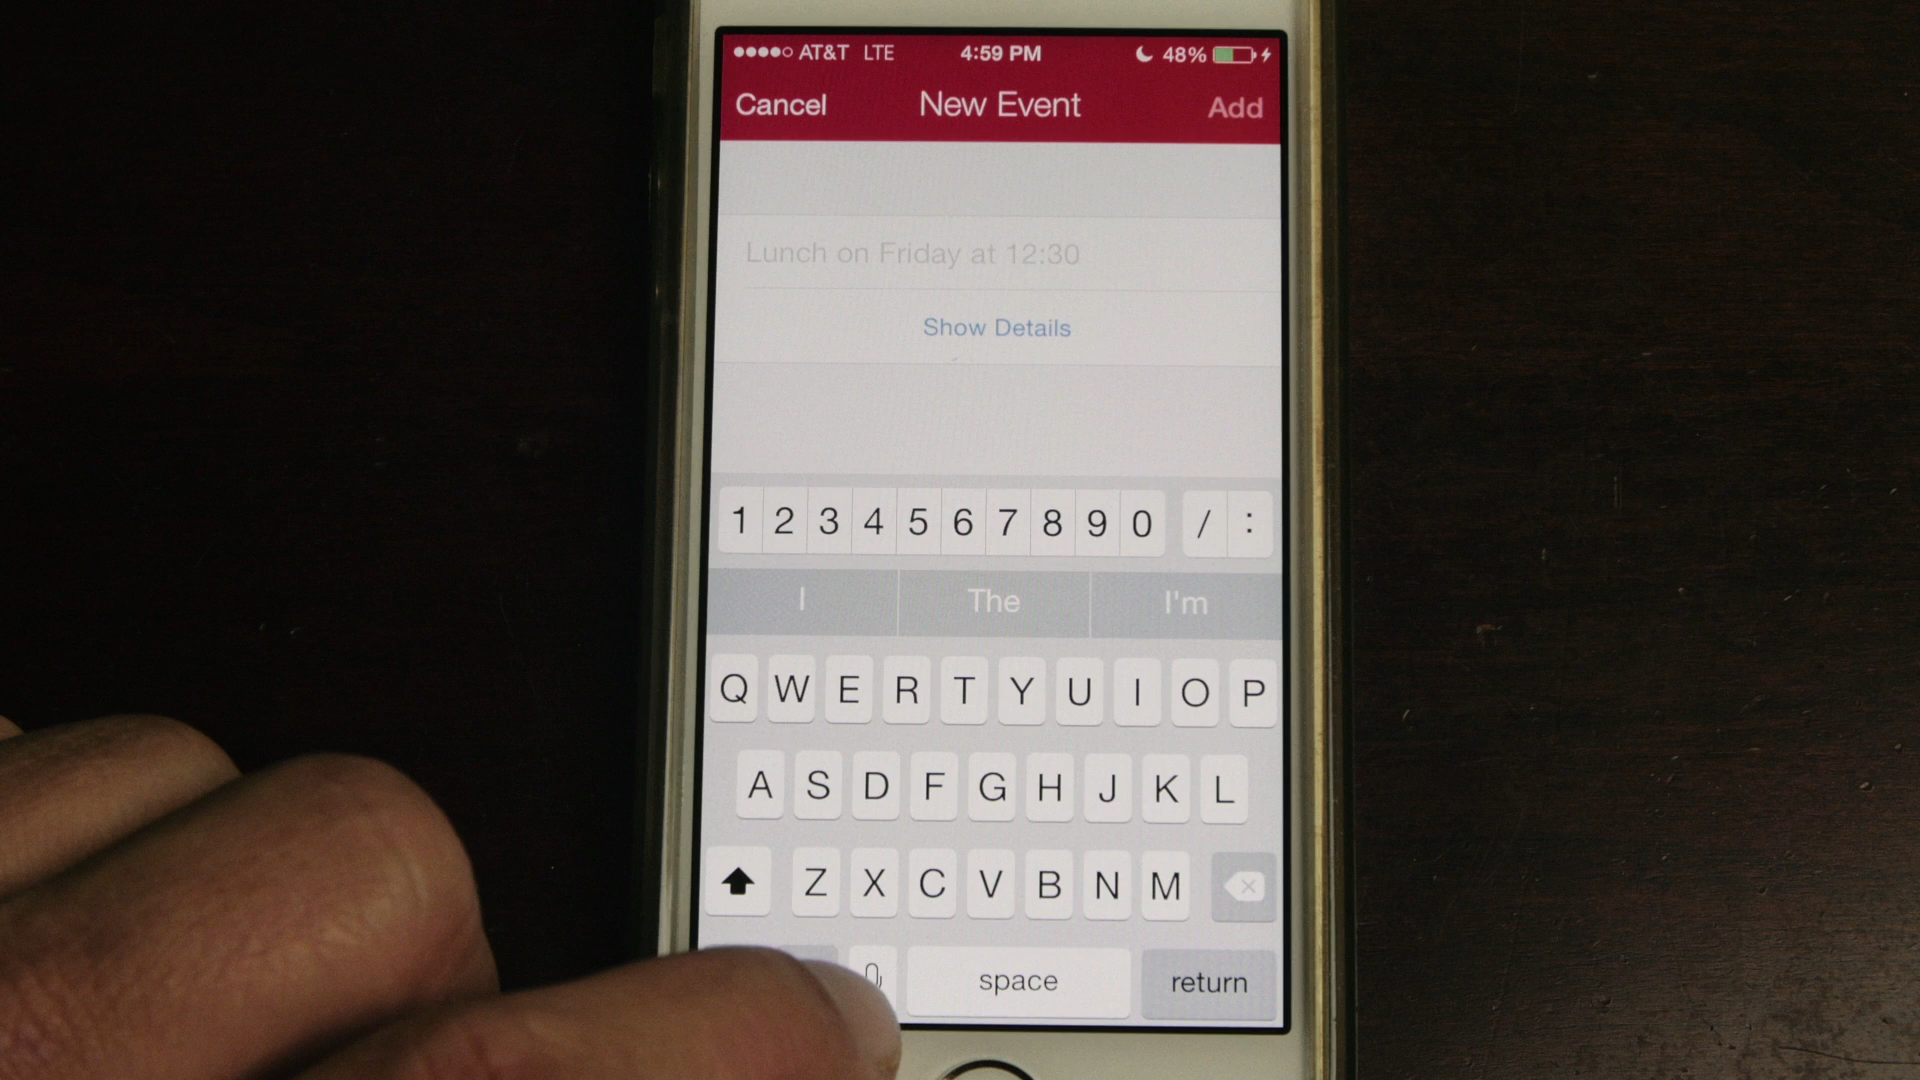 AT&T LTE 4:59 PM 48%
Cancel New Event Add
Lunch on Friday at 12:30
Show Details
1 2 3 4 5 6 7 8 9 0 / :
I The I'm
Q W E R T Y U I O P
A S D F G H J K L
Z X C V B N M
space return